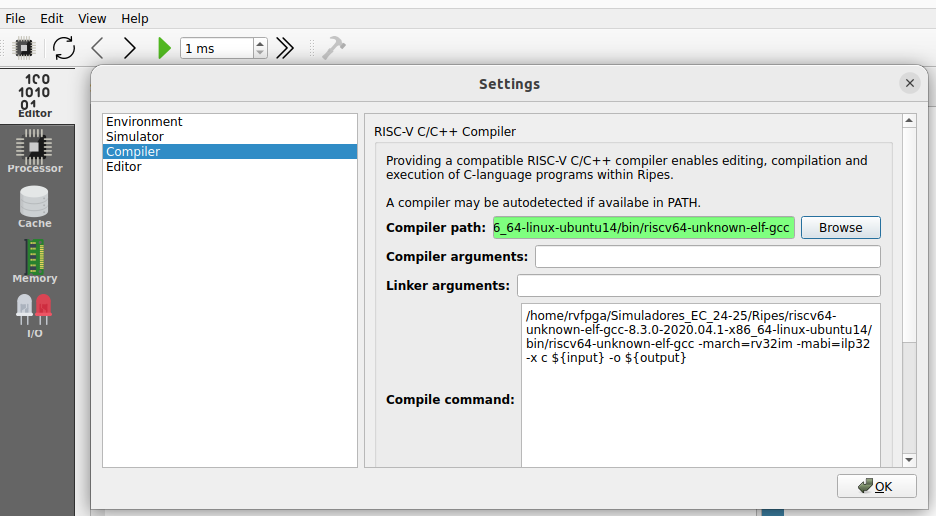 File Edit View Help
1 ms
Settings
Editor
Processor
Cache
Memory
I/O
Environment
Simulator
Compiler
Editor
RISC-V C/C++ Compiler
Providing a compatible RISC-V C/C++ compiler enables editing, compilation and
execution of C-language programs within Ripes.
A compiler may be autodetected if availabe in PATH.
Compiler path: 6_64-linux-ubuntu14/bin/riscv64-unknown-elf-gcc Browse
Compiler arguments:
Linker arguments:
Compile command:
/home/rvfpga/Simuladores_EC_24-25/Ripes/riscv64-
unknown-elf-gcc-8.3.0-2020.04.1-x86_64-linux-ubuntu14/
bin/riscv64-unknown-elf-gcc -march=rv32im -mabi=ilp32
-x c ${input} -o ${output}
OK